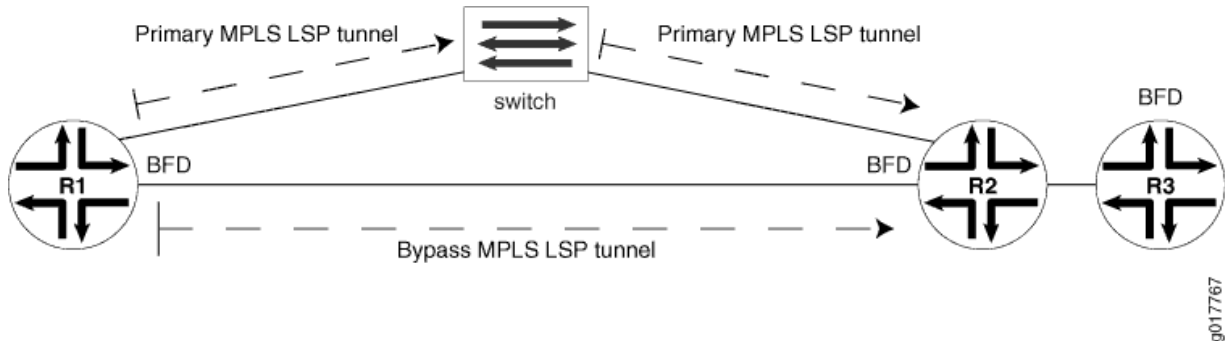 Primary MPLS LSP tunnel
Primary MPLS LSP tunnel
switch
BFD
BFD
BFD
R1
R2
R3
Bypass MPLS LSP tunnel
g017767